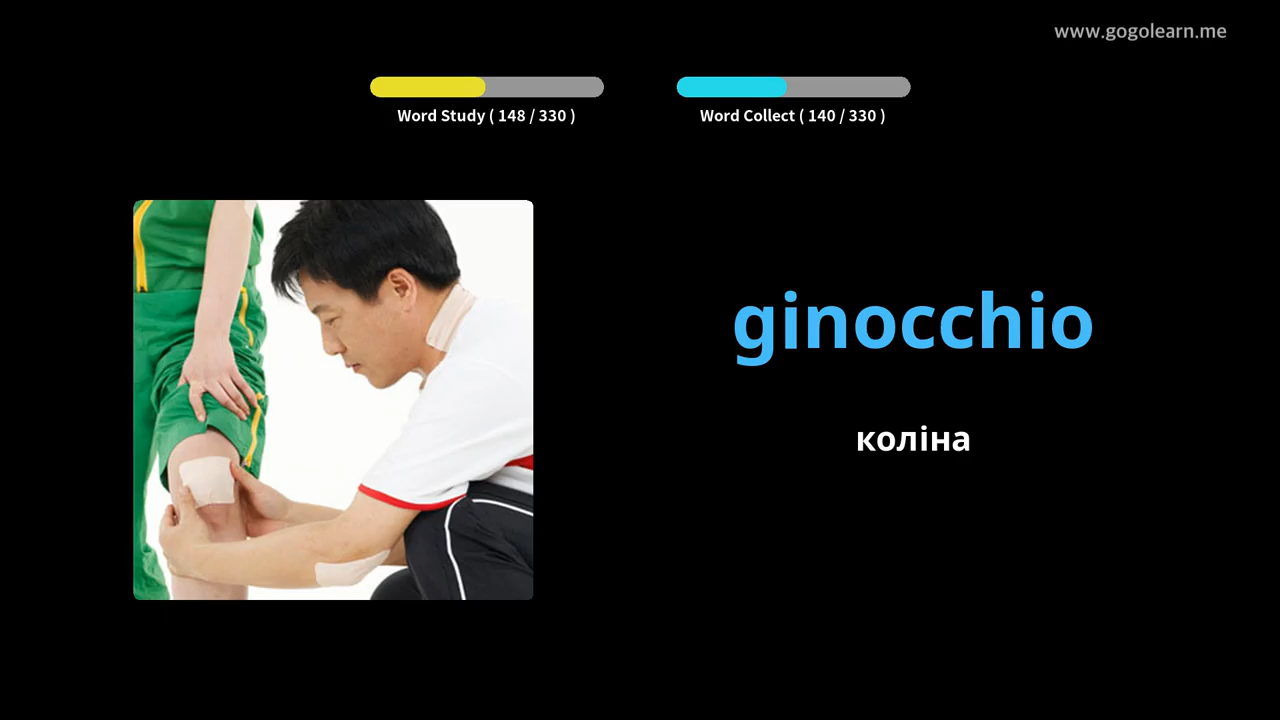 www.gogolearn.me
Word Study ( 148 / 330 )
Word Collect ( 140 / 330 )
ginocchio
коліна